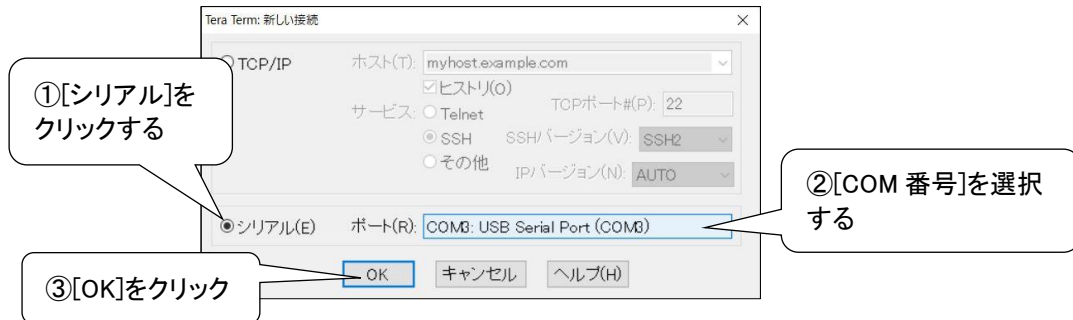 Tera Term: 新しい接続
TCP/IP
ホスト(T): myhost.example.com
ヒストリ(O)
サービス: Telnet
TCPポート#(P): 22
SSH
SSHバージョン(V): SSH2
その他
IPバージョン(N): AUTO
シリアル(E)
ポート(R): COM3: USB Serial Port (COM3)
OK
キャンセル
ヘルプ(H)
①[シリアル]を
クリックする
②[COM 番号]を選択
する
③[OK]をクリック